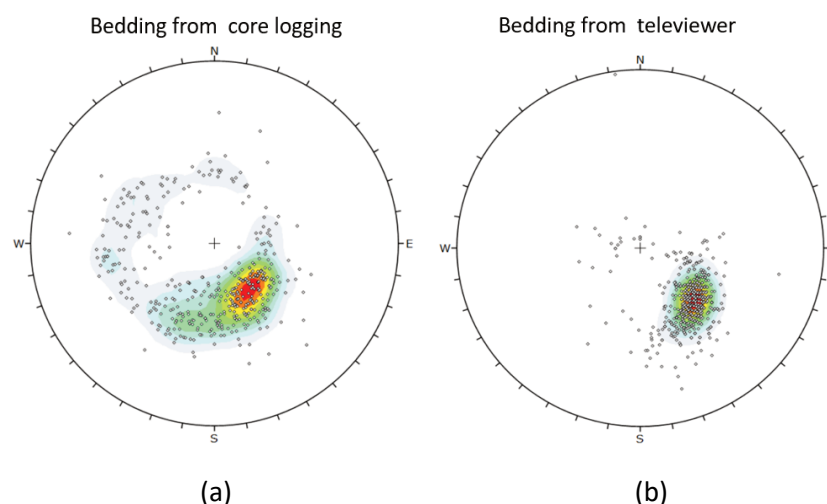 Bedding from core logging
Bedding from televiewer
N
N
W
E
W
S
S
(a)
(b)